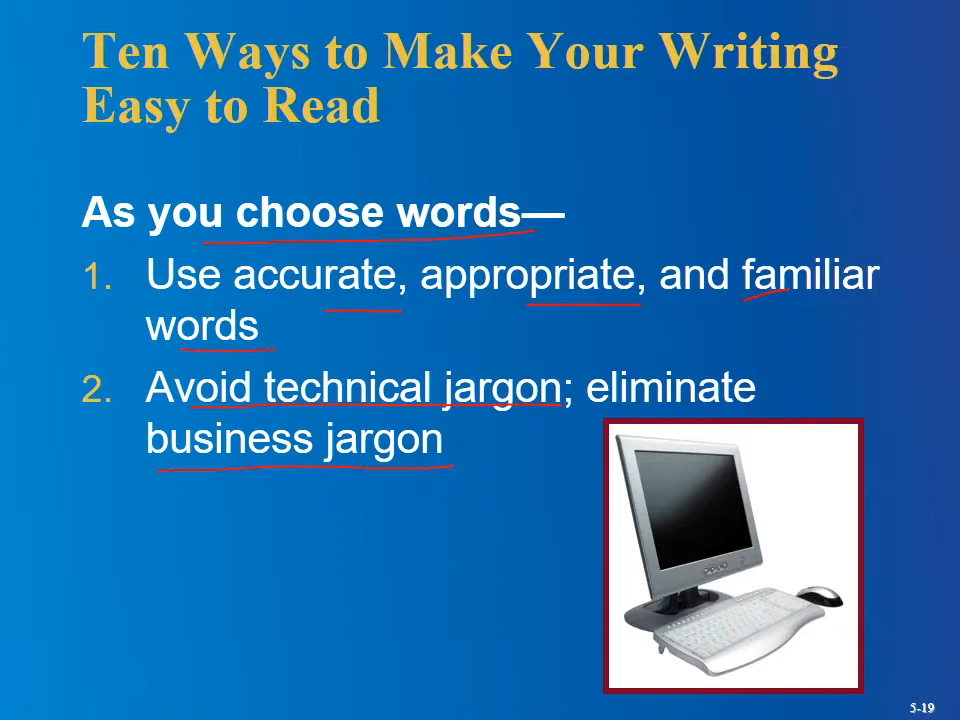 Ten Ways to Make Your Writing
Easy to Read
As you choose words—
1. Use accurate, appropriate, and familiar
words
2. Avoid technical jargon; eliminate
business jargon
5-19